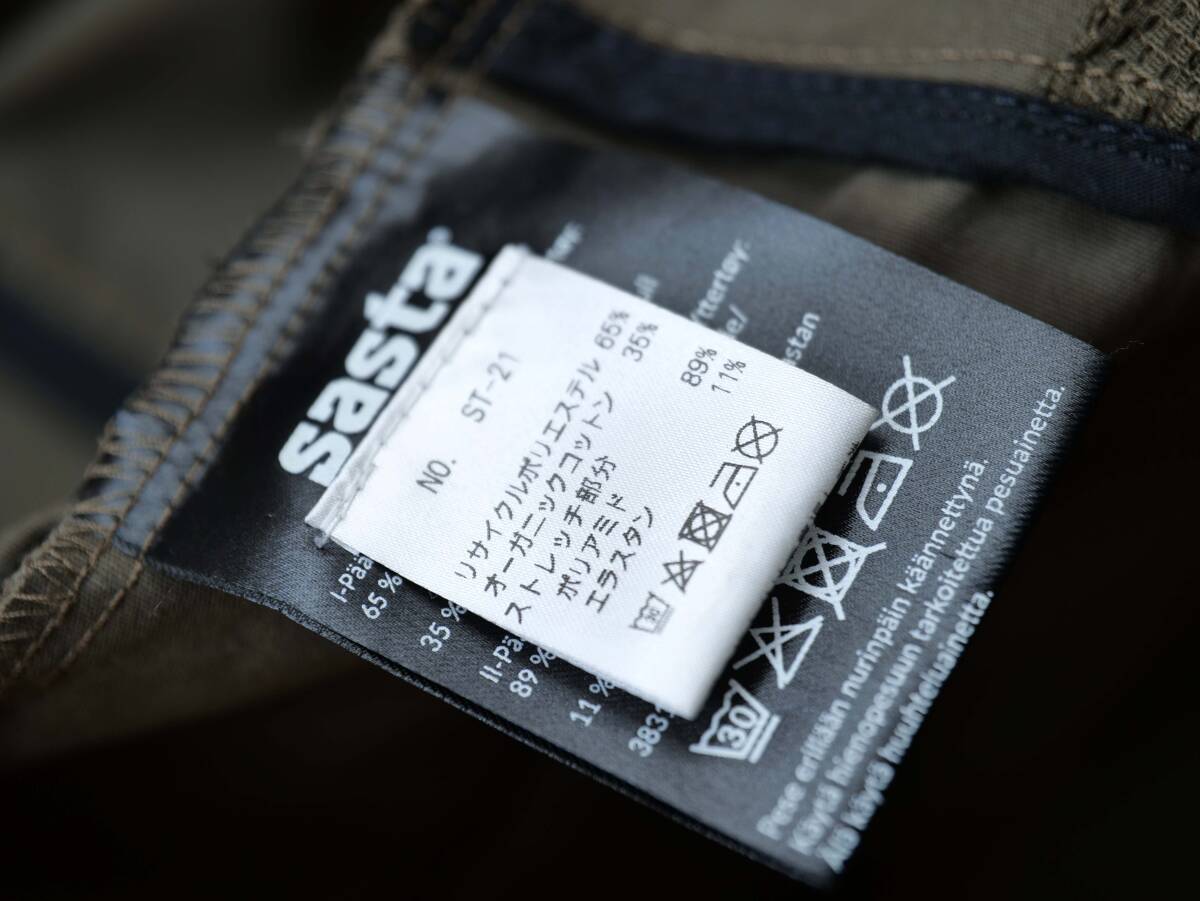 sasta
NO. ST-21
リサイクルポリエステル 65%
オーガニックコットン 35%
ストレッチ部分
ポリアミド 89%
エラスタン 11%
30
I-Pää
65 %
35 %
II-Pää
89 %
11 %
30
Pese erillään nurinpäin käännettynä.
Käytä hienopesuun tarkoitettua pesuainetta.
Älä käytä huuhteluainetta.